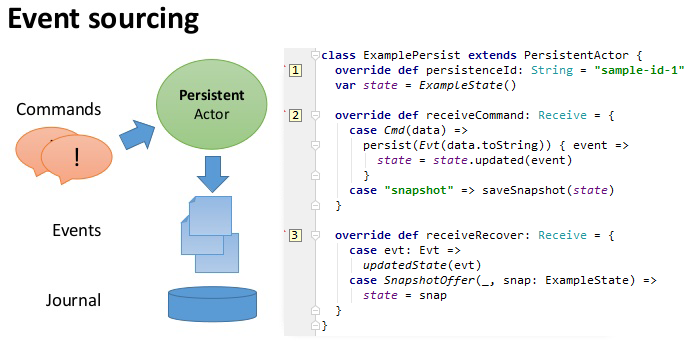 Event sourcing
Commands
!
Persistent
Actor
Events
Journal
1
2
3
class ExamplePersist extends PersistentActor {
  override def persistenceId: String = "sample-id-1"
  var state = ExampleState()
  override def receiveCommand: Receive = {
    case Cmd(data) =>
      persist(Evt(data.toString)) { event =>
        state = state.updated(event)
      }
    case "snapshot" => saveSnapshot(state)
  }
  override def receiveRecover: Receive = {
    case evt: Evt =>
      updatedState(evt)
    case SnapshotOffer(_, snap: ExampleState) =>
      state = snap
  }
}